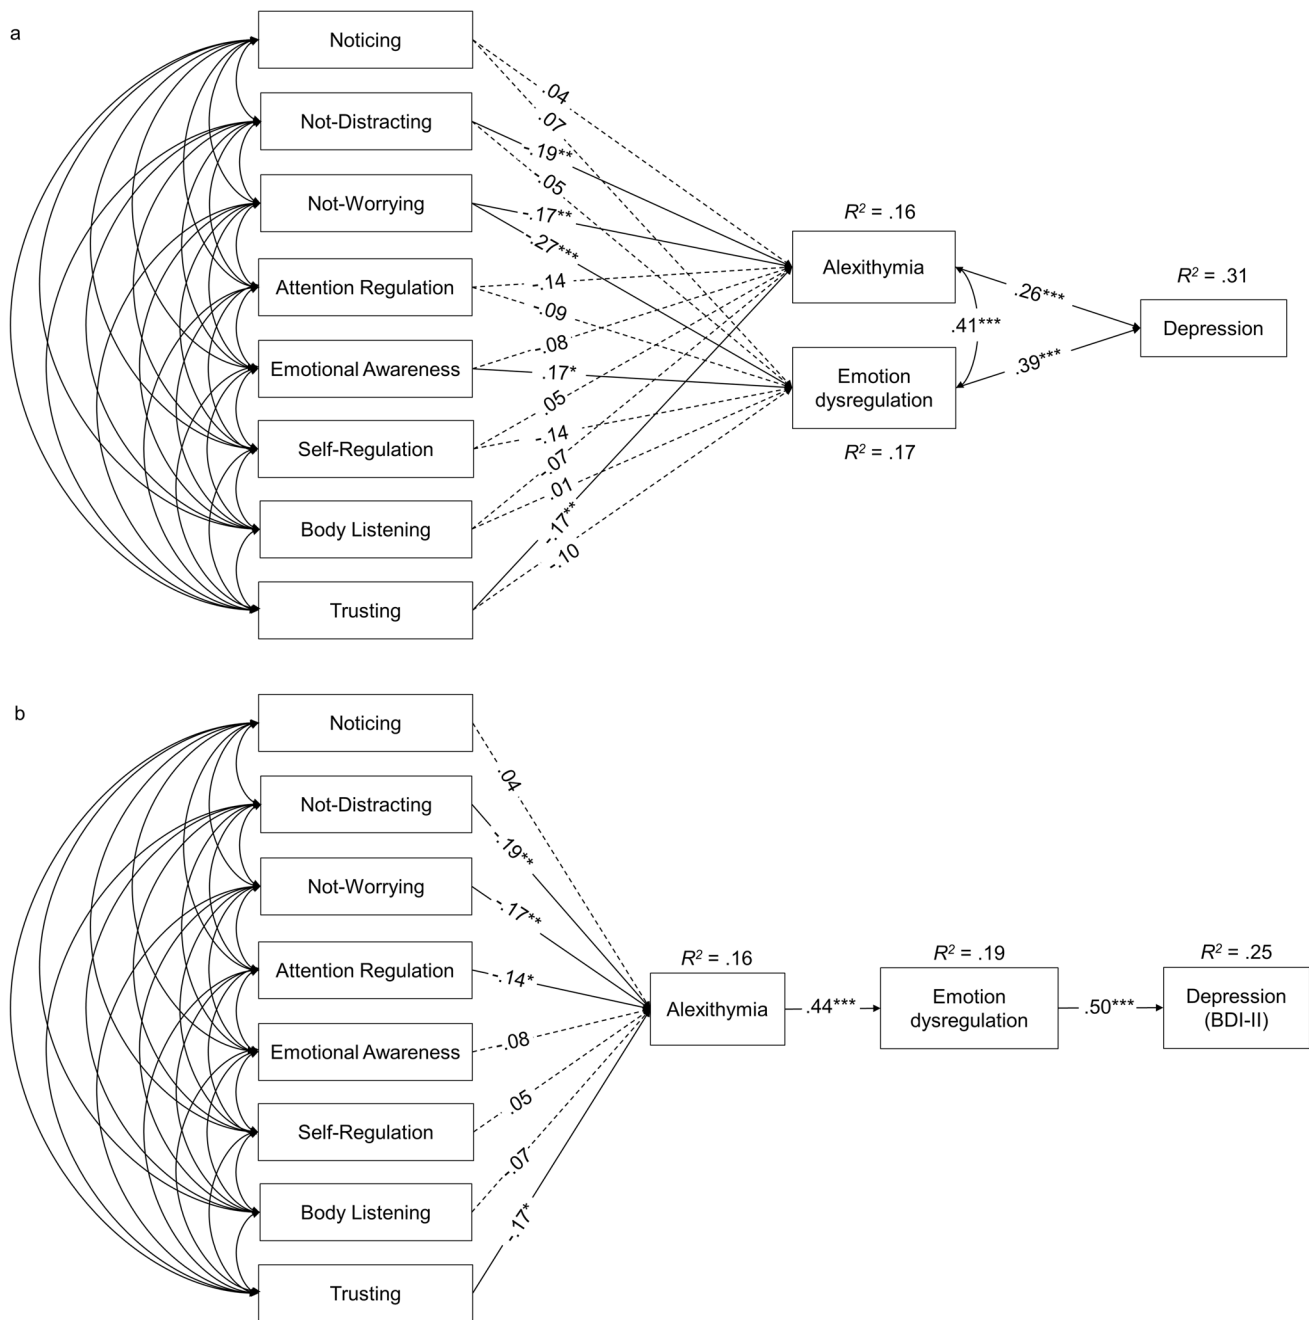 a
Noticing
Not-Distracting
Not-Worrying
Attention Regulation
Emotional Awareness
Self-Regulation
Body Listening
Trusting
.04
.07
-.19**
-.05
-.17**
-.27***
-.14
-.09
-.08
.17*
.05
-.14
-.07
.01
-.17**
-.10
R² = .16
Alexithymia
.41***
Emotion
dysregulation
R² = .17
.26***
.39***
R² = .31
Depression
b
Noticing
Not-Distracting
Not-Worrying
Attention Regulation
Emotional Awareness
Self-Regulation
Body Listening
Trusting
.04
-.19**
-.17**
-.14*
-.08
.05
-.07
-.17*
R² = .16
Alexithymia
.44***
R² = .19
Emotion
dysregulation
.50***
R² = .25
Depression
(BDI-II)